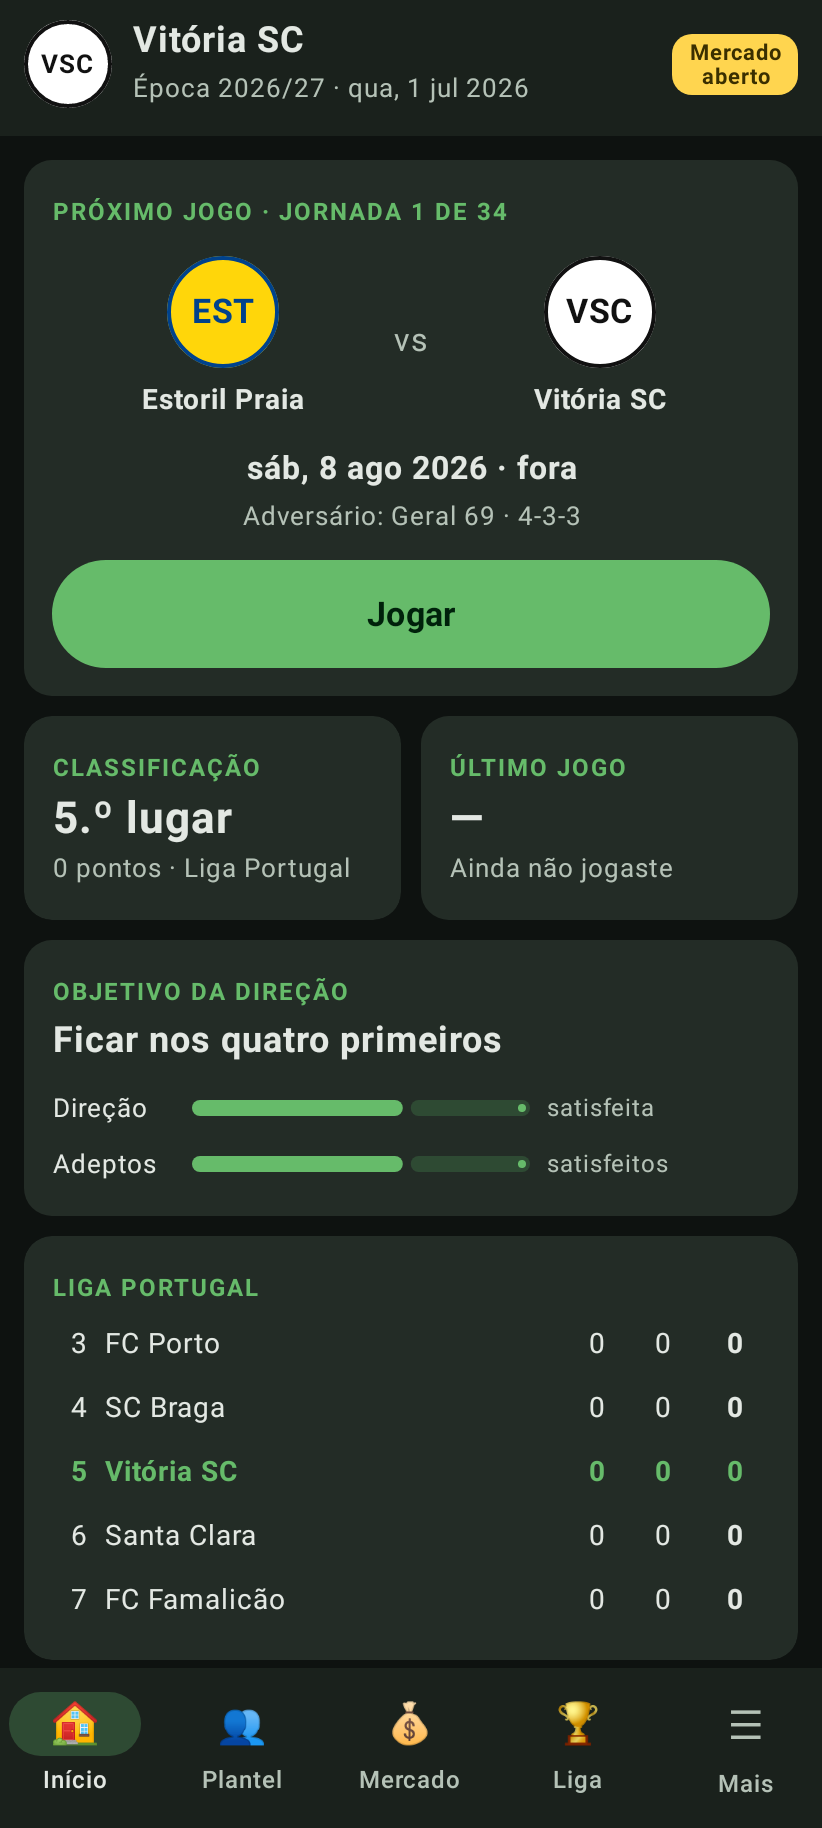 VSC
Vitória SC
Época 2026/27 · qua, 1 jul 2026
Mercado
aberto
PRÓXIMO JOGO · JORNADA 1 DE 34
EST
vs
VSC
Estoril Praia
Vitória SC
sáb, 8 ago 2026 · fora
Adversário: Geral 69 · 4-3-3
Jogar
CLASSIFICAÇÃO
5.º lugar
0 pontos · Liga Portugal
ÚLTIMO JOGO
—
Ainda não jogaste
OBJETIVO DA DIREÇÃO
Ficar nos quatro primeiros
Direção satisfeita
Adeptos satisfeitos
LIGA PORTUGAL
3 FC Porto 0 0 0
4 SC Braga 0 0 0
5 Vitória SC 0 0 0
6 Santa Clara 0 0 0
7 FC Famalicão 0 0 0
Início
Plantel
Mercado
Liga
Mais